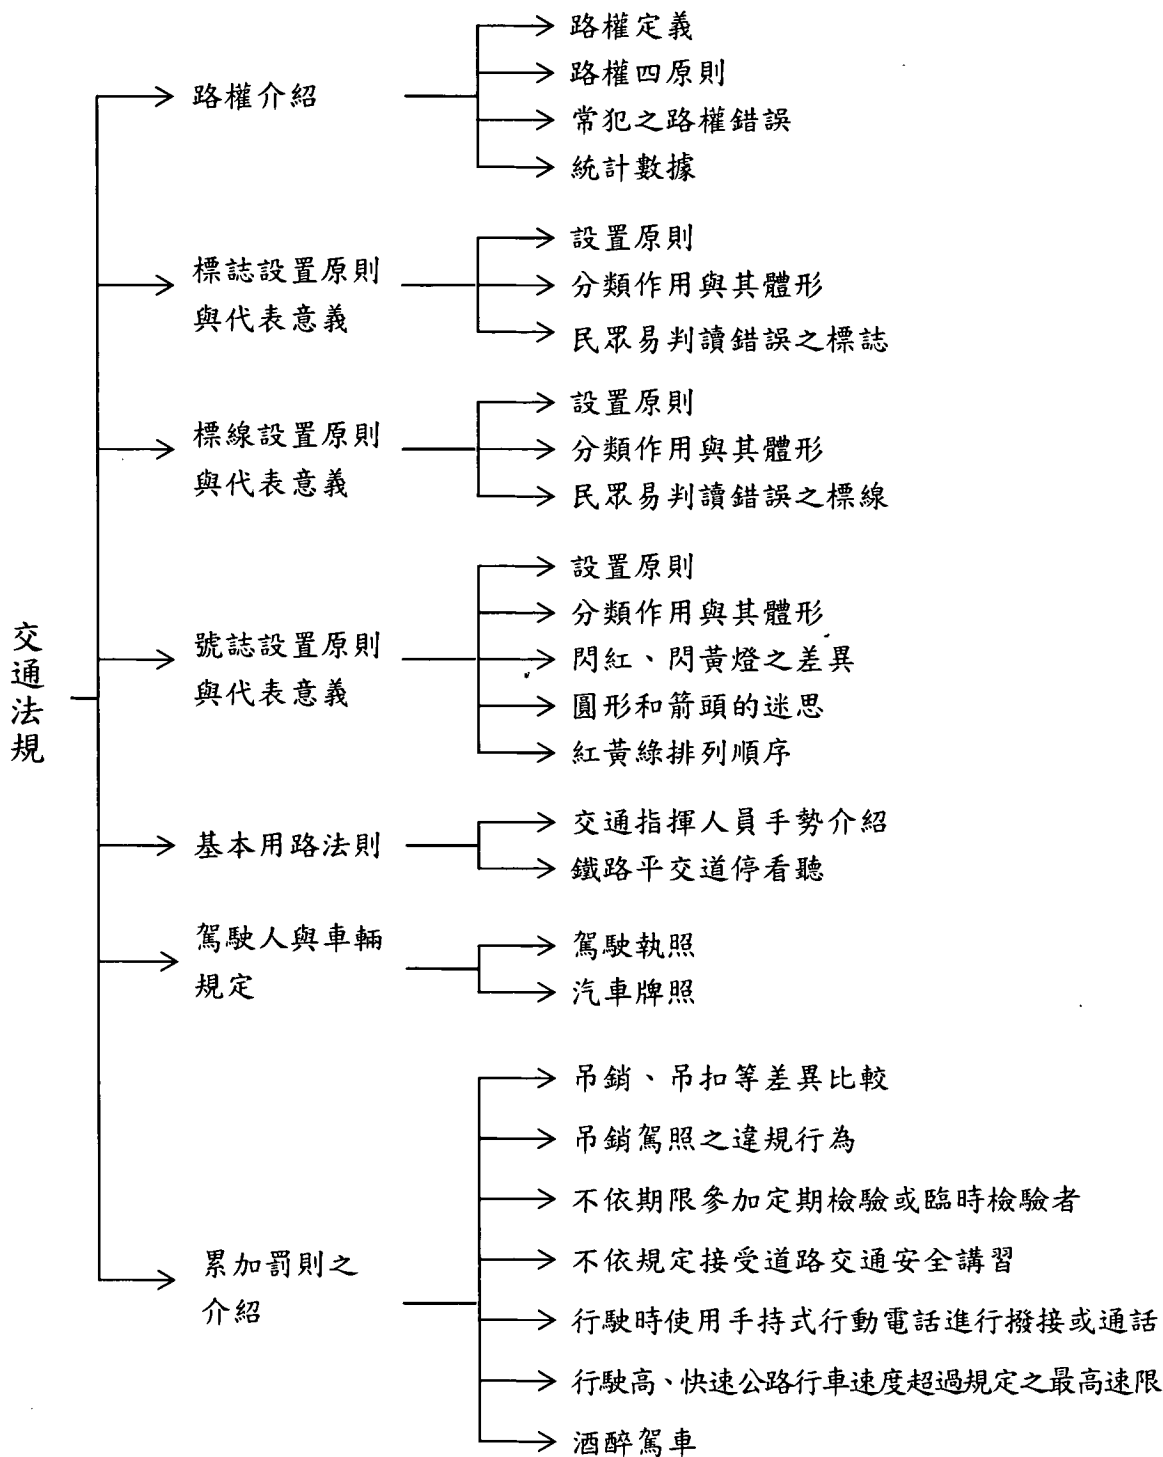 交通法規
路權介紹
路權定義
路權四原則
常犯之路權錯誤
統計數據
標誌設置原則
與代表意義
設置原則
分類作用與其體形
民眾易判讀錯誤之標誌
標線設置原則
與代表意義
設置原則
分類作用與其體形
民眾易判讀錯誤之標線
號誌設置原則
與代表意義
設置原則
分類作用與其體形
閃紅、閃黃燈之差異
圓形和箭頭的迷思
紅黃綠排列順序
基本用路法則
交通指揮人員手勢介紹
鐵路平交道停看聽
駕駛人與車輛
規定
駕駛執照
汽車牌照
累加罰則之
介紹
吊銷、吊扣等差異比較
吊銷駕照之違規行為
不依期限參加定期檢驗或臨時檢驗者
不依規定接受道路交通安全講習
行駛時使用手持式行動電話進行撥接或通話
行駛高、快速公路行車速度超過規定之最高速限
酒醉駕車